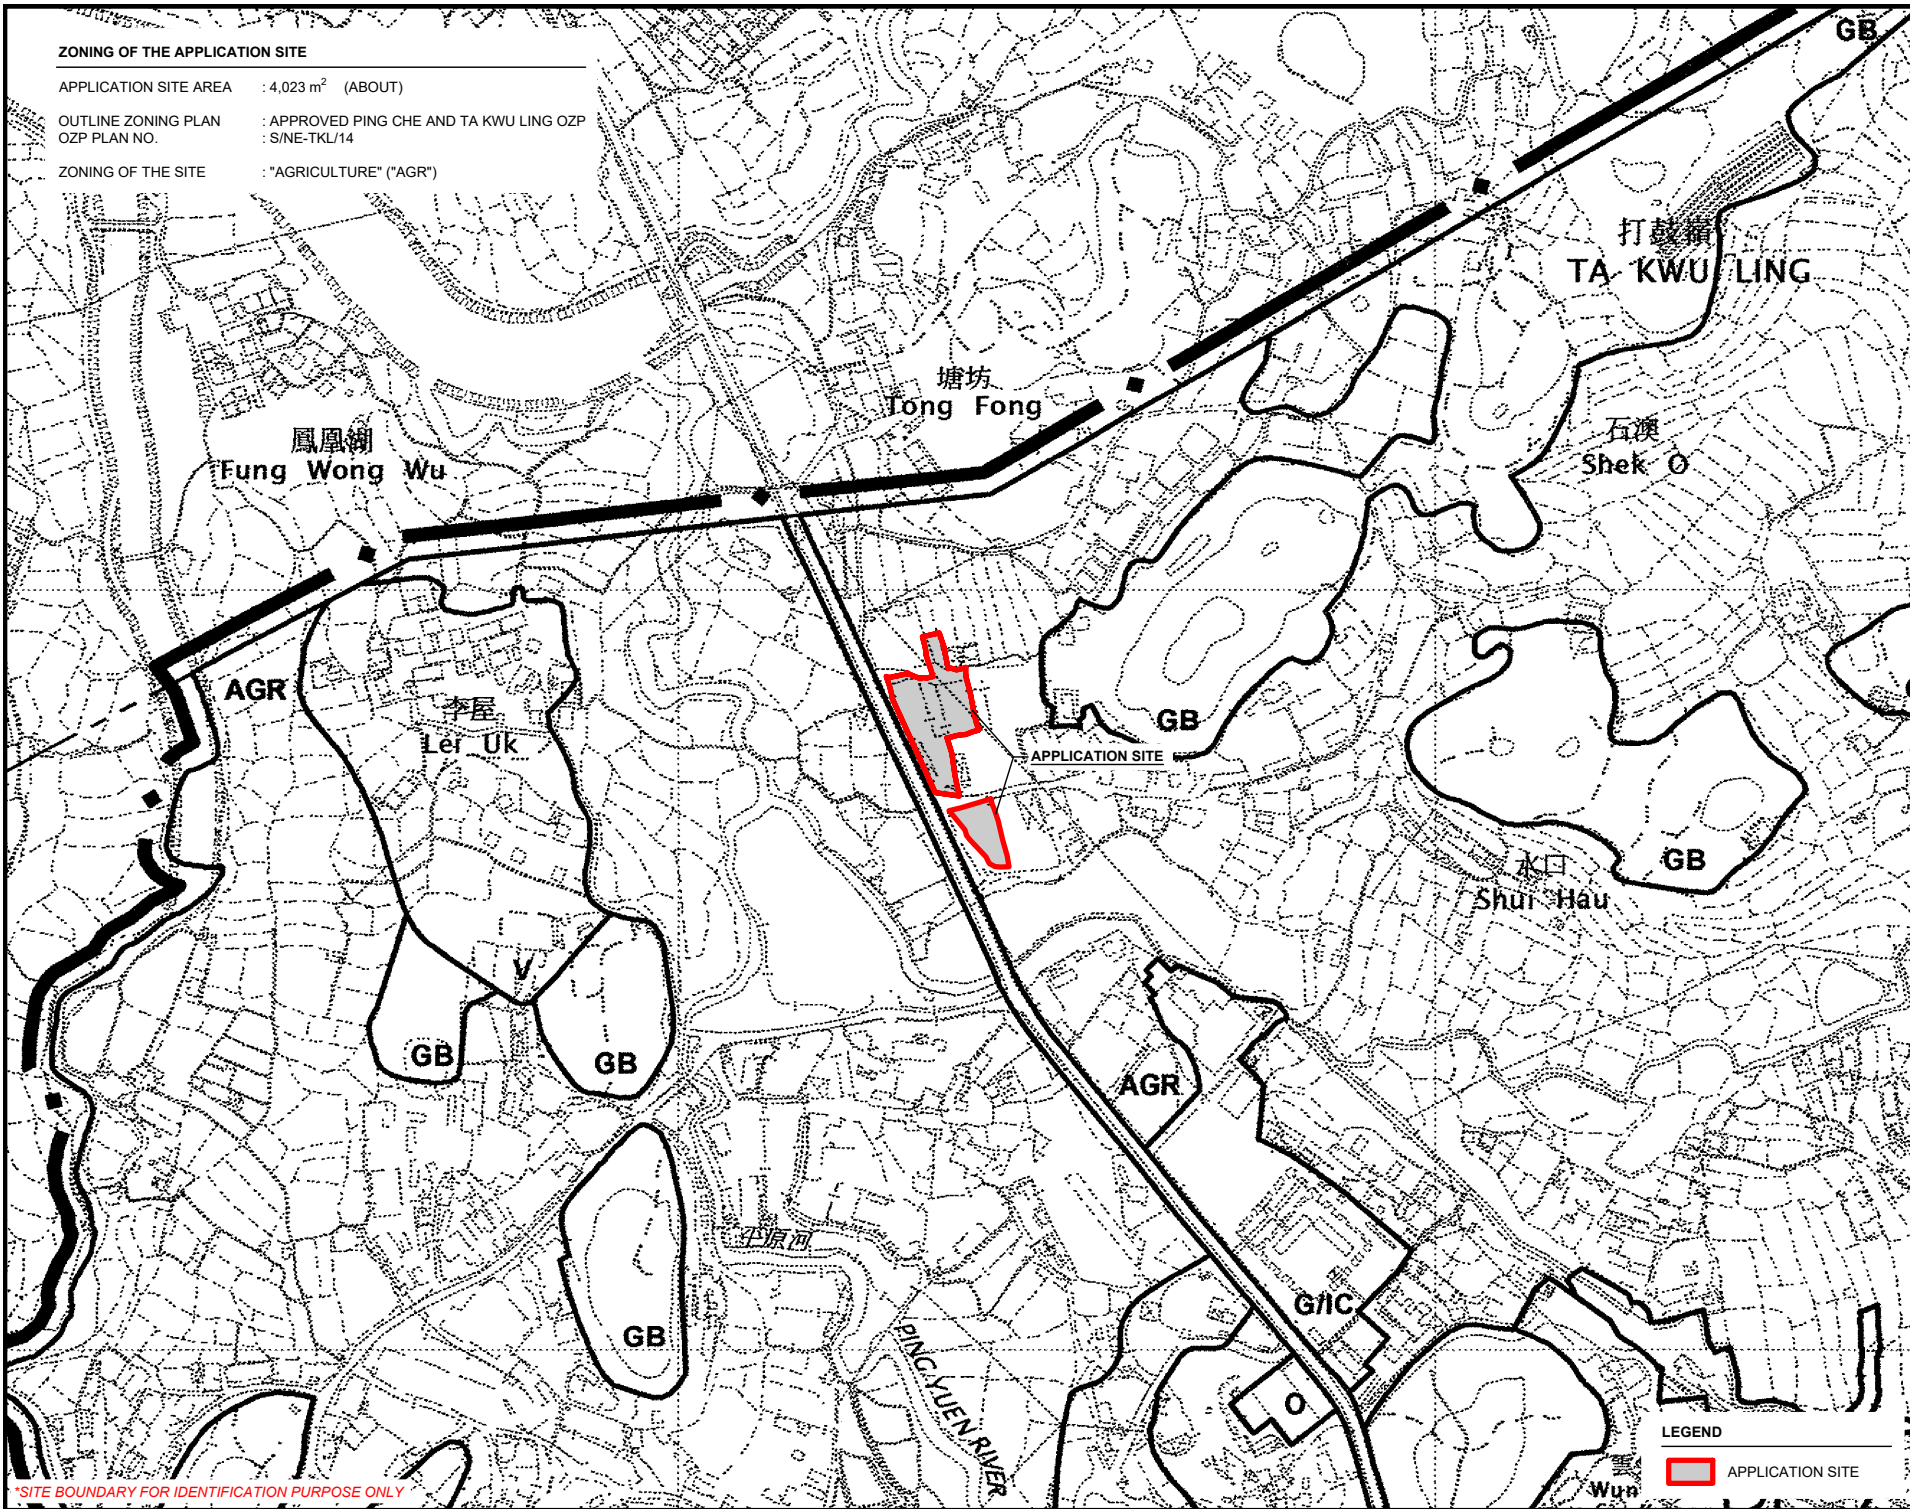 ZONING OF THE APPLICATION SITE
APPLICATION SITE AREA : 4,023 m² (ABOUT)
OUTLINE ZONING PLAN : APPROVED PING CHE AND TA KWU LING OZP
OZP PLAN NO. : S/NE-TKL/14
ZONING OF THE SITE : "AGRICULTURE" ("AGR")
GB
打鼓嶺
TA KWU LING
塘坊
Tong Fong
鳳凰湖
Fung Wong Wu
石澳
Shek O
AGR
李屋
Lei Uk
GB
APPLICATION SITE
水口
Shui Hau
GB
V
GB
GB
AGR
平原河
GB
PING YUEN RIVER
G/IC
O
LEGEND
APPLICATION SITE
Wun
*SITE BOUNDARY FOR IDENTIFICATION PURPOSE ONLY